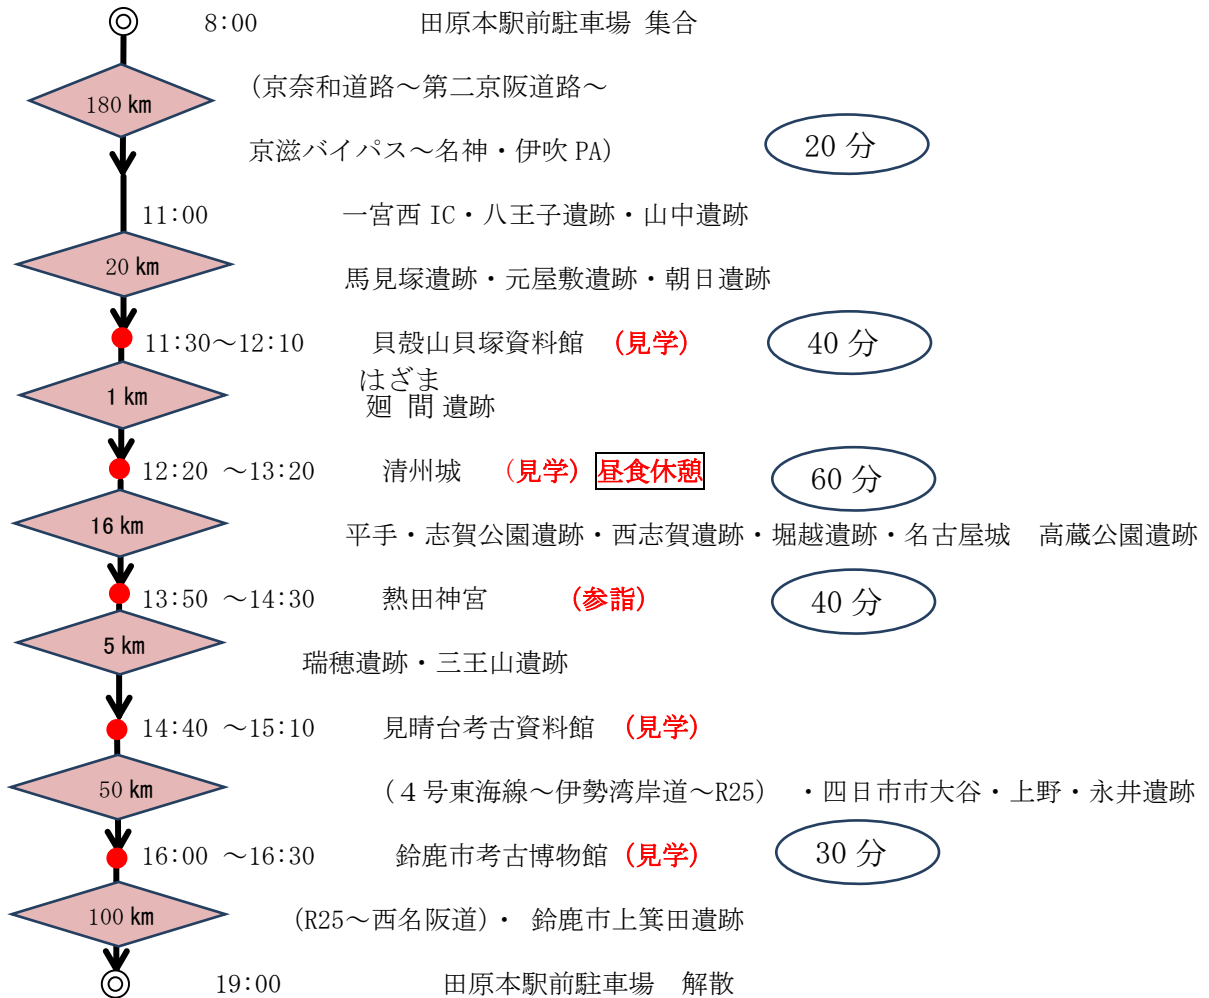 8:00 田原本駅前駐車場 集合
180 km (京奈和道路～第二京阪道路～
京滋バイパス～名神・伊吹 PA) 20 分
11:00 一宮西 IC・八王子遺跡・山中遺跡
20 km 馬見塚遺跡・元屋敷遺跡・朝日遺跡
11:30～12:10 貝殻山貝塚資料館 (見学) 40 分
はざま
1 km 廻 間 遺跡
12:20 ～13:20 清州城 (見学) 昼食休憩 60 分
16 km 平手・志賀公園遺跡・西志賀遺跡・堀越遺跡・名古屋城 高蔵公園遺跡
13:50 ～14:30 熱田神宮 (参詣) 40 分
5 km 瑞穂遺跡・三王山遺跡
14:40 ～15:10 見晴台考古資料館 (見学)
50 km (４号東海線～伊勢湾岸道～R25) ・四日市市大谷・上野・永井遺跡
16:00 ～16:30 鈴鹿市考古博物館 (見学) 30 分
100 km (R25～西名阪道)・ 鈴鹿市上箕田遺跡
19:00 田原本駅前駐車場 解散